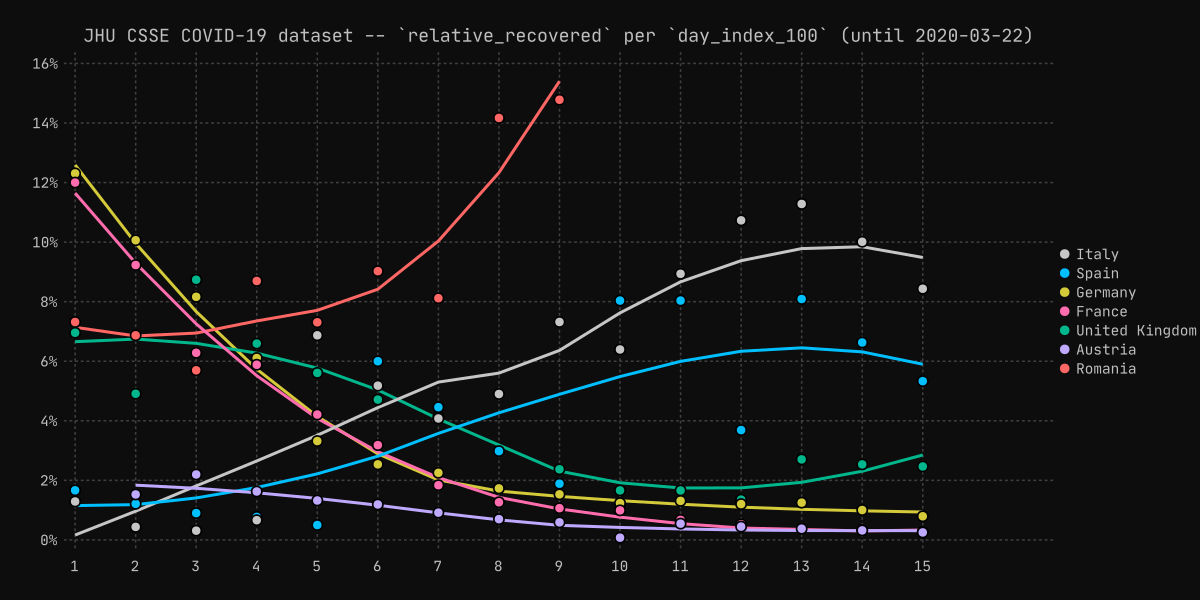 JHU CSSE COVID-19 dataset -- `relative_recovered` per `day_index_100` (until 2020-03-22)
16%
14%
12%
10%
8%
6%
4%
2%
0%
1 2 3 4 5 6 7 8 9 10 11 12 13 14 15
Italy
Spain
Germany
France
United Kingdom
Austria
Romania